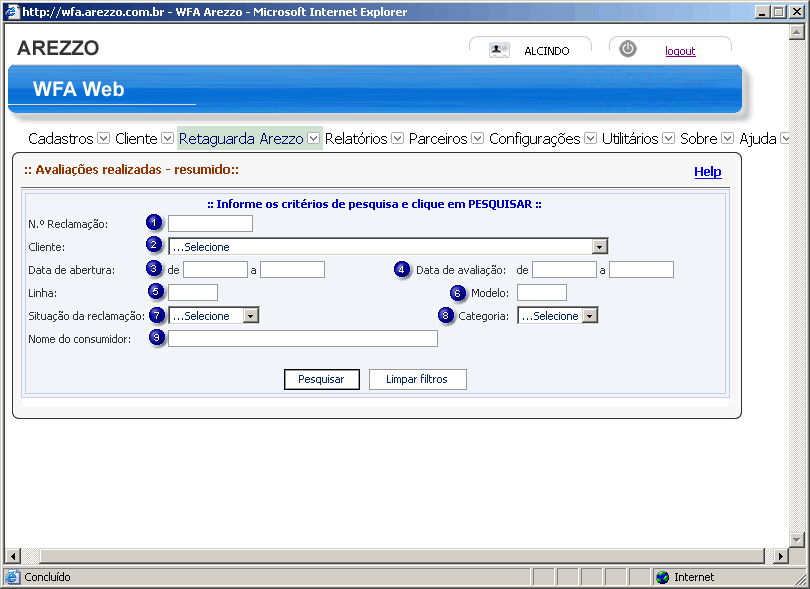 http://wfa.arezzo.com.br - WFA Arezzo - Microsoft Internet Explorer
AREZZO
ALCINDO
logout
WFA Web
Cadastros Cliente Retaguarda Arezzo Relatórios Parceiros Configurações Utilitários Sobre Ajuda
:: Avaliações realizadas - resumido::
Help
:: Informe os critérios de pesquisa e clique em PESQUISAR ::
N.º Reclamação: 1
Cliente: 2 ...Selecione
Data de abertura: 3 de a 4 Data de avaliação: de a
Linha: 5 6 Modelo:
Situação da reclamação: 7 ...Selecione 8 Categoria: ...Selecione
Nome do consumidor: 9
Pesquisar Limpar filtros
Concluído Internet